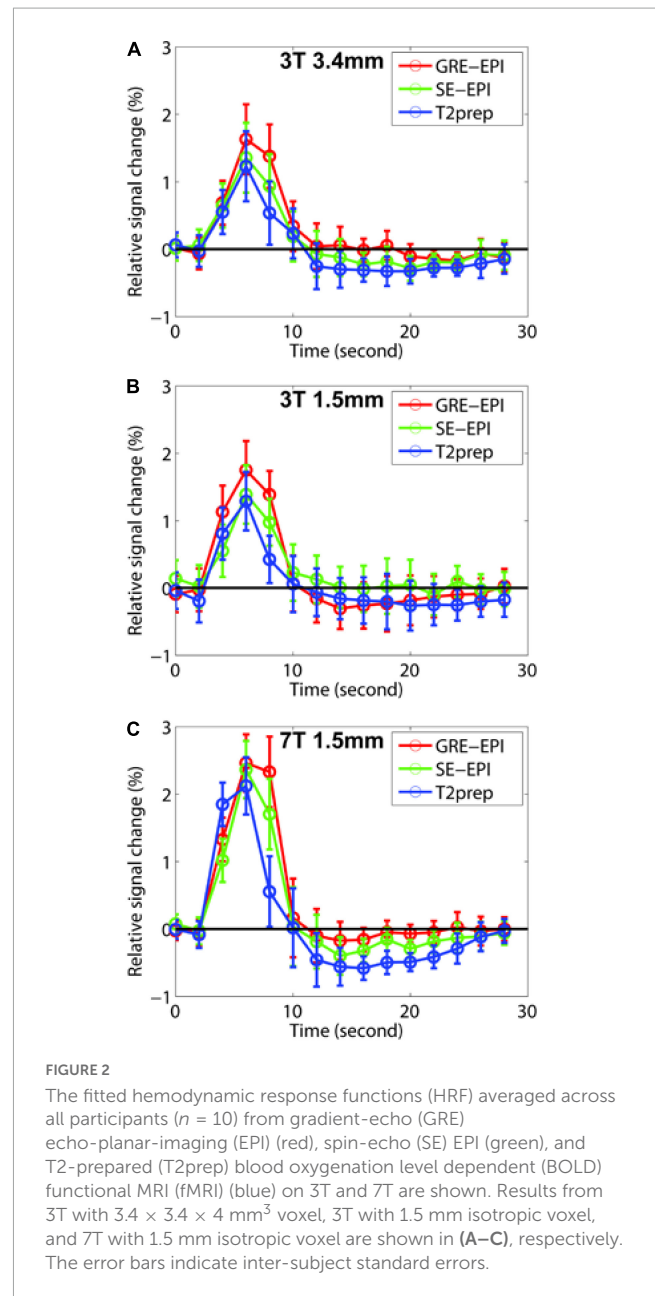 A
3T 3.4mm
GRE−EPI
SE−EPI
T2prep
Relative signal change (%)
3
2
1
0
−1
0
10
20
30
Time (second)
B
3T 1.5mm
GRE−EPI
SE−EPI
T2prep
Relative signal change (%)
3
2
1
0
−1
0
10
20
30
Time (second)
C
7T 1.5mm
GRE−EPI
SE−EPI
T2prep
Relative signal change (%)
3
2
1
0
−1
0
10
20
30
Time (second)
FIGURE 2
The fitted hemodynamic response functions (HRF) averaged across
all participants (n = 10) from gradient-echo (GRE)
echo-planar-imaging (EPI) (red), spin-echo (SE) EPI (green), and
T2-prepared (T2prep) blood oxygenation level dependent (BOLD)
functional MRI (fMRI) (blue) on 3T and 7T are shown. Results from
3T with 3.4 × 3.4 × 4 mm³ voxel, 3T with 1.5 mm isotropic voxel,
and 7T with 1.5 mm isotropic voxel are shown in (A–C), respectively.
The error bars indicate inter-subject standard errors.